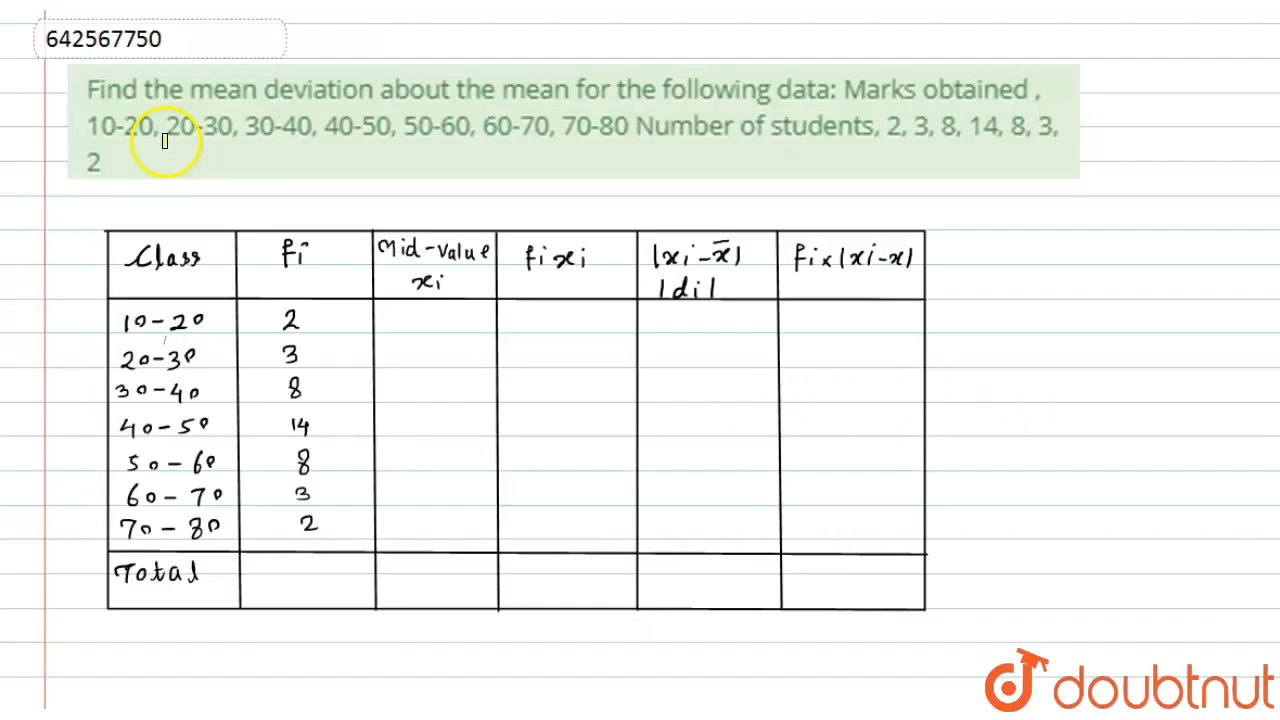 642567750
Find the mean deviation about the mean for the following data: Marks obtained ,
10-20, 20-30, 30-40, 40-50, 50-60, 60-70, 70-80 Number of students, 2, 3, 8, 14, 8, 3,
2
Class fi Mid-value xi fixi |xi-x̄| |di| fi×|xi-x|
10-20 2
20-30 3
30-40 8
40-50 14
50-60 8
60-70 3
70-80 2
Total
doubtnut